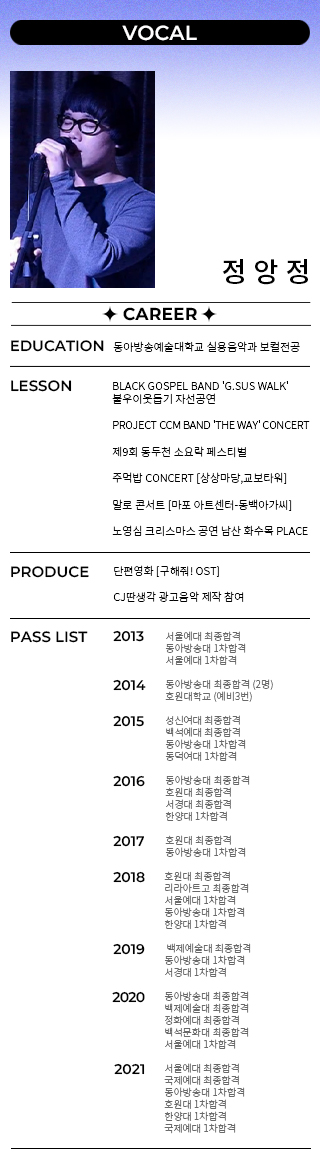 VOCAL
정앙정
CAREER
EDUCATION 동아방송예술대학교 실용음악과 보컬전공
LESSON BLACK GOSPEL BAND 'G.SUS WALK'
불우이웃돕기 자선공연
PROJECT CCM BAND 'THE WAY' CONCERT
제9회 동두천 소요락 페스티벌
주먹밥 CONCERT [상상마당,교보타워]
말로 콘서트 [마포 아트센터-동백아가씨]
노영심 크리스마스 공연 남산 화수목 PLACE
PRODUCE 단편영화 [구해줘! OST]
CJ딴생각 광고음악 제작 참여
PASS LIST 2013 서울예대 최종합격
동아방송대 1차합격
서울예대 1차합격
2014 동아방송대 최종합격 (2명)
호원대학교 (예비3번)
2015 성신여대 최종합격
백석예대 최종합격
동아방송대 1차합격
동덕여대 1차합격
2016 동아방송대 최종합격
호원대 최종합격
서경대 최종합격
한양대 1차합격
2017 호원대 최종합격
동아방송대 1차합격
2018 호원대 최종합격
리라아트고 최종합격
서울예대 1차합격
동아방송대 1차합격
한양대 1차합격
2019 백제예술대 최종합격
동아방송대 1차합격
서경대 1차합격
2020 동아방송대 최종합격
백제예술대 최종합격
정화예대 최종합격
백석문화대 최종합격
서울예대 1차합격
2021 서울예대 최종합격
국제예대 최종합격
동아방송대 1차합격
호원대 1차합격
한양대 1차합격
국제예대 1차합격